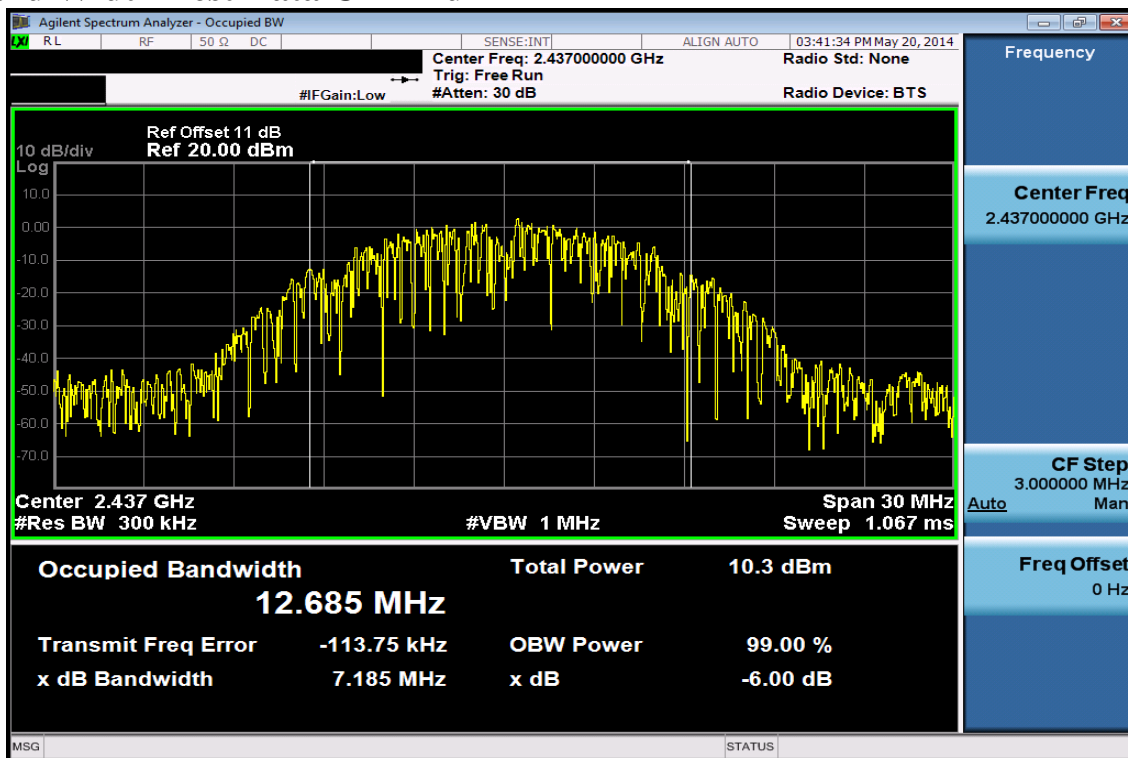 Agilent Spectrum Analyzer - Occupied BW
LXI RL RF 50 Ω DC SENSE:INT ALIGN AUTO 03:41:34 PM May 20, 2014
Center Freq: 2.437000000 GHz Radio Std: None
Trig: Free Run
#IFGain:Low #Atten: 30 dB Radio Device: BTS
Ref Offset 11 dB
10 dB/div Ref 20.00 dBm
Log
10.0
0.00
-10.0
-20.0
-30.0
-40.0
-50.0
-60.0
-70.0
Center 2.437 GHz Span 30 MHz
#Res BW 300 kHz #VBW 1 MHz Sweep 1.067 ms
Occupied Bandwidth Total Power 10.3 dBm
12.685 MHz
Transmit Freq Error -113.75 kHz OBW Power 99.00 %
x dB Bandwidth 7.185 MHz x dB -6.00 dB
MSG STATUS
Frequency
Center Freq
2.437000000 GHz
CF Step
3.000000 MHz
Auto Man
Freq Offset
0 Hz